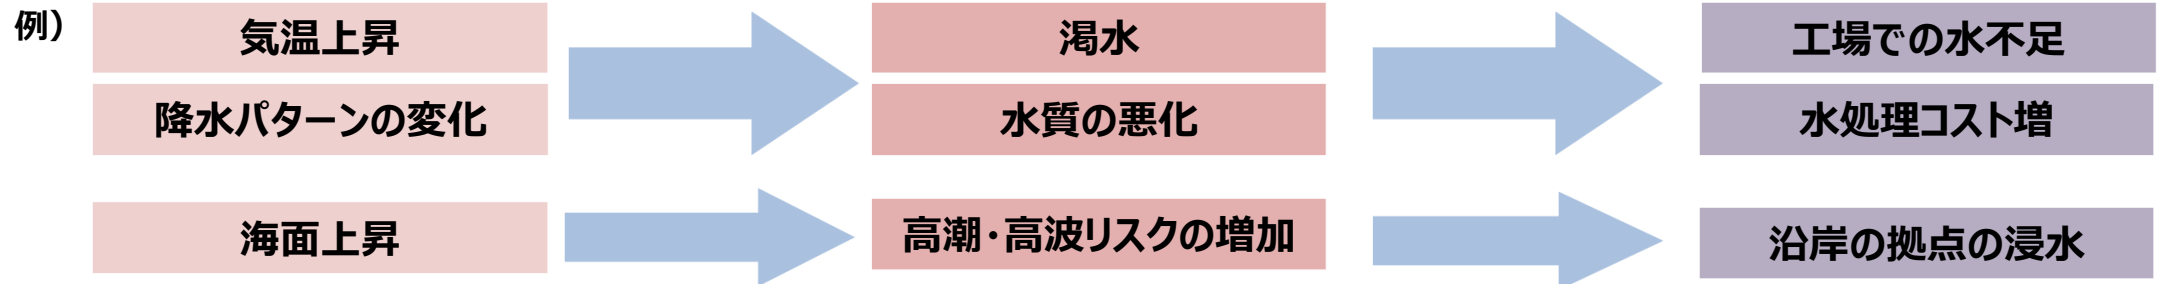 例）
気温上昇
渇水
工場での水不足
降水パターンの変化
水質の悪化
水処理コスト増
海面上昇
高潮・高波リスクの増加
沿岸の拠点の浸水